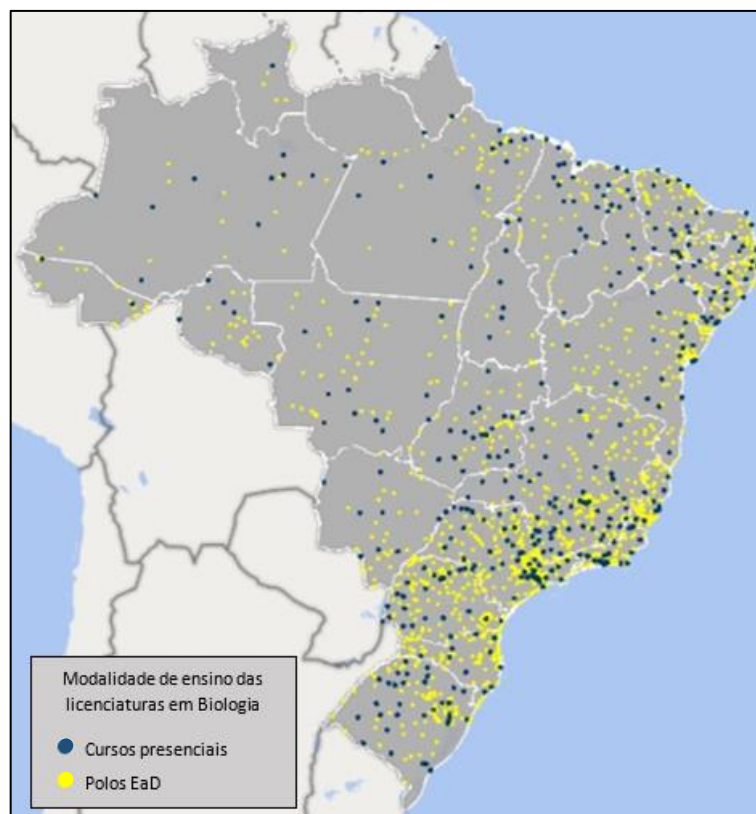 Modalidade de ensino das
licenciaturas em Biologia
Cursos presenciais
Polos EaD